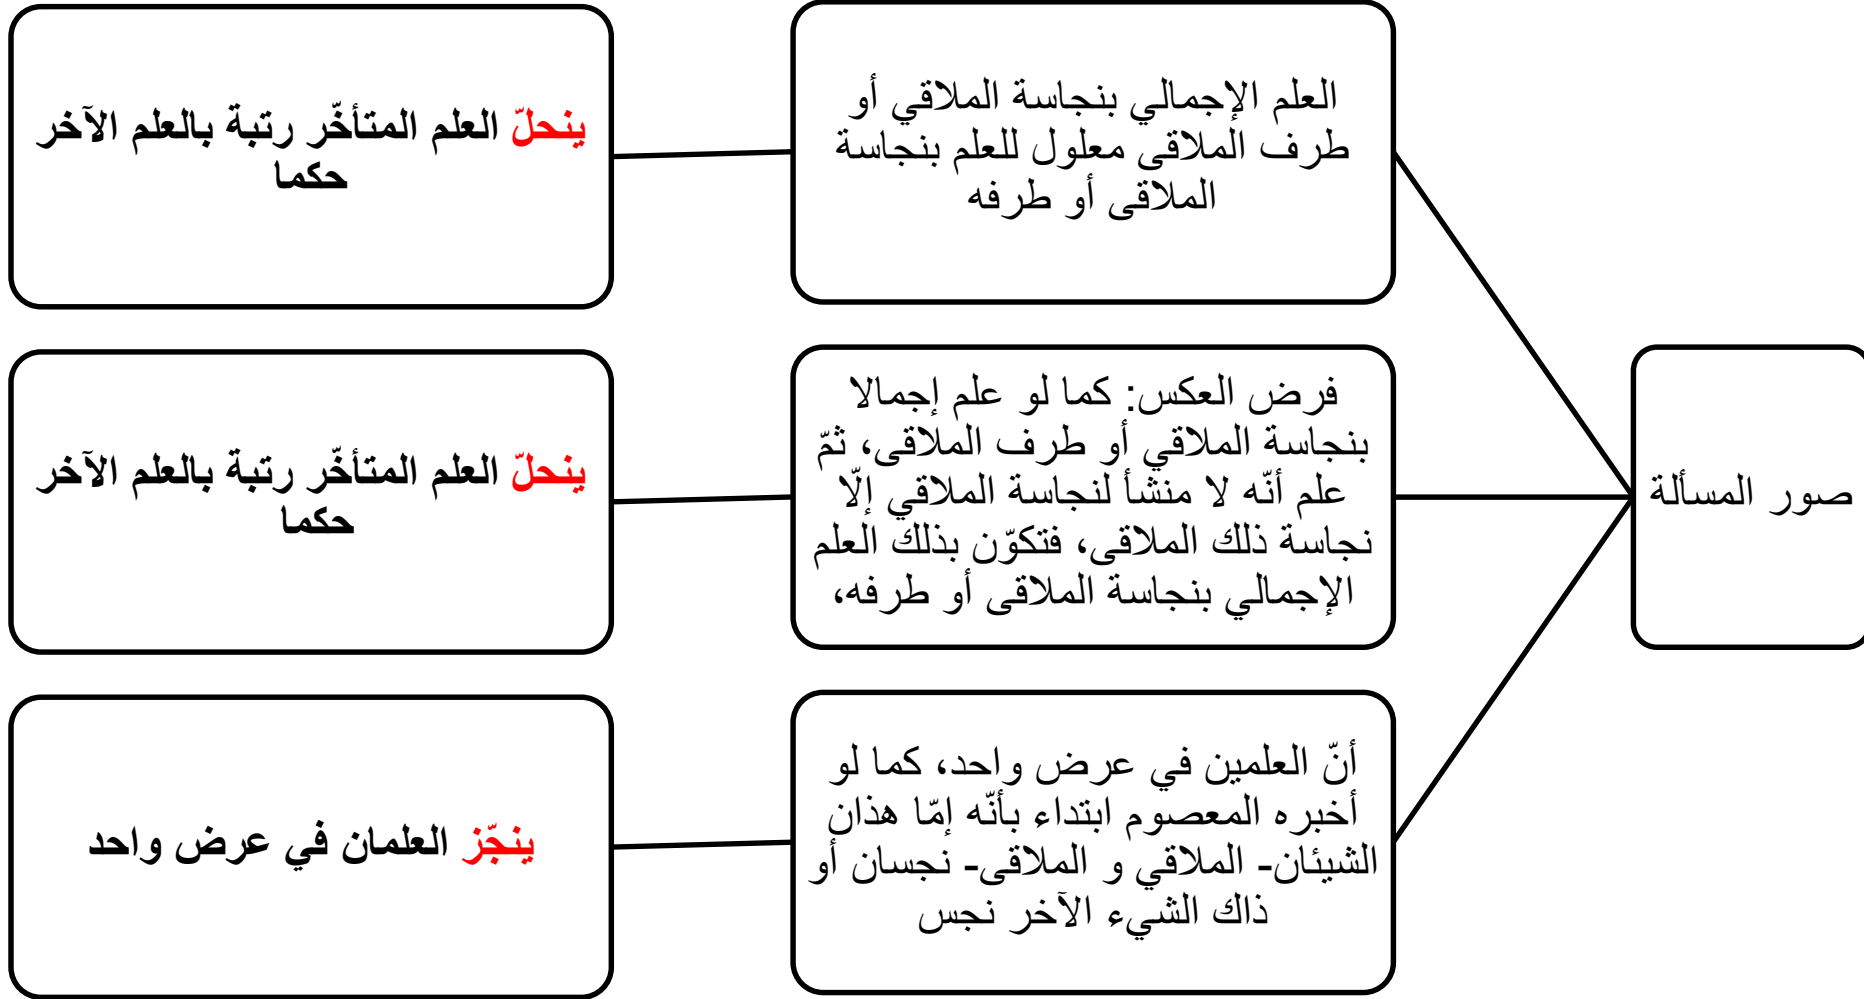 صور المسألة
العلم الإجمالي بنجاسة الملاقي أو
طرف الملاقى معلول للعلم بنجاسة
الملاقى أو طرفه
ينحلّ العلم المتأخّر رتبة بالعلم الآخر
حكما
فرض العكس: كما لو علم إجمالا
بنجاسة الملاقي أو طرف الملاقى، ثمّ
علم أنّه لا منشأ لنجاسة الملاقي إلّا
نجاسة ذلك الملاقى، فتكوّن بذلك العلم
الإجمالي بنجاسة الملاقى أو طرفه،
ينحلّ العلم المتأخّر رتبة بالعلم الآخر
حكما
أنّ العلمين في عرض واحد، كما لو
أخبره المعصوم ابتداء بأنّه إمّا هذان
الشيئان- الملاقي و الملاقى- نجسان أو
ذاك الشيء الآخر نجس
ينجّز العلمان في عرض واحد